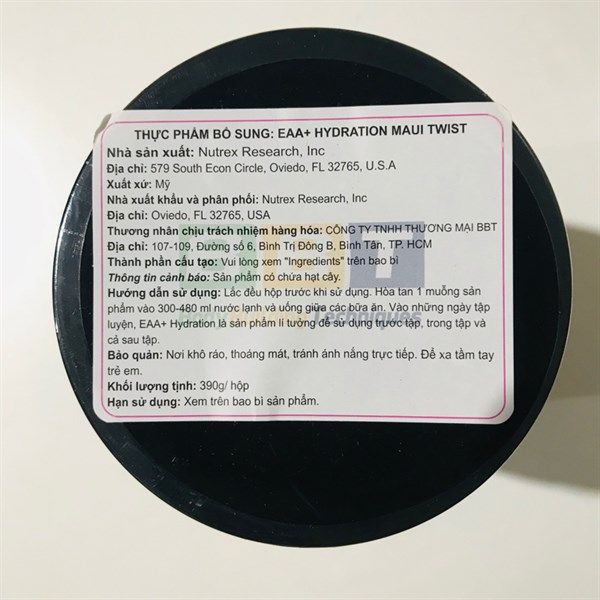 THỰC PHẨM BỔ SUNG: EAA+ HYDRATION MAUI TWIST
Nhà sản xuất: Nutrex Research, Inc
Địa chỉ: 579 South Econ Circle, Oviedo, FL 32765, U.S.A
Xuất xứ: Mỹ
Nhà xuất khẩu và phân phối: Nutrex Research, Inc
Địa chỉ: Oviedo, FL 32765, USA
Thương nhân chịu trách nhiệm hàng hóa: CÔNG TY TNHH THƯƠNG MẠI BBT
Địa chỉ: 107-109, Đường số 6, Bình Trị Đông B, Bình Tân, TP. HCM
Thành phần cấu tạo: Vui lòng xem "Ingredients" trên bao bì
Thông tin cảnh báo: Sản phẩm có chứa hạt cây.
Hướng dẫn sử dụng: Lắc đều hộp trước khi sử dụng. Hòa tan 1 muỗng sản
phẩm vào 300-480 ml nước lạnh và uống giữa các bữa ăn. Vào những ngày tập
luyện, EAA+ Hydration là sản phẩm lí tưởng để sử dụng trước tập, trong tập và
cả sau tập.
Bảo quản: Nơi khô ráo, thoáng mát, tránh ánh nắng trực tiếp. Để xa tầm tay
trẻ em.
Khối lượng tịnh: 390g/ hộp
Hạn sử dụng: Xem trên bao bì sản phẩm.